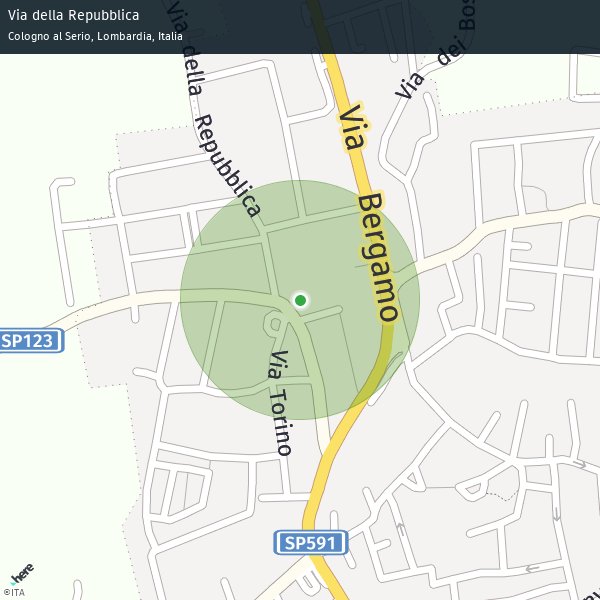 Via della Repubblica
Cologno al Serio, Lombardia, Italia
Via della Repubblica
Via
Bergamo
Via dei Bos
SP123
Via Torino
SP591
here
©ITA